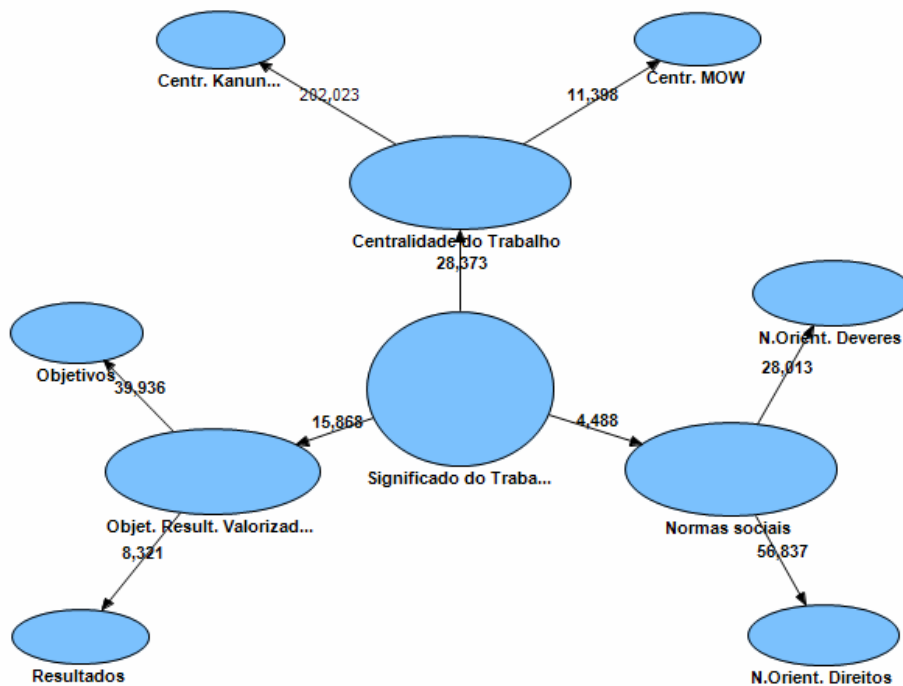 Centr. Kanun...
Centr. MOW
202,023
11,398
Centralidade do Trabalho
28,373
N.Orient. Deveres
28,013
Objetivos
39,936
15,868
4,488
Significado do Traba...
Objet. Result. Valorizad...
Normas sociais
8,321
56,837
Resultados
N.Orient. Direitos